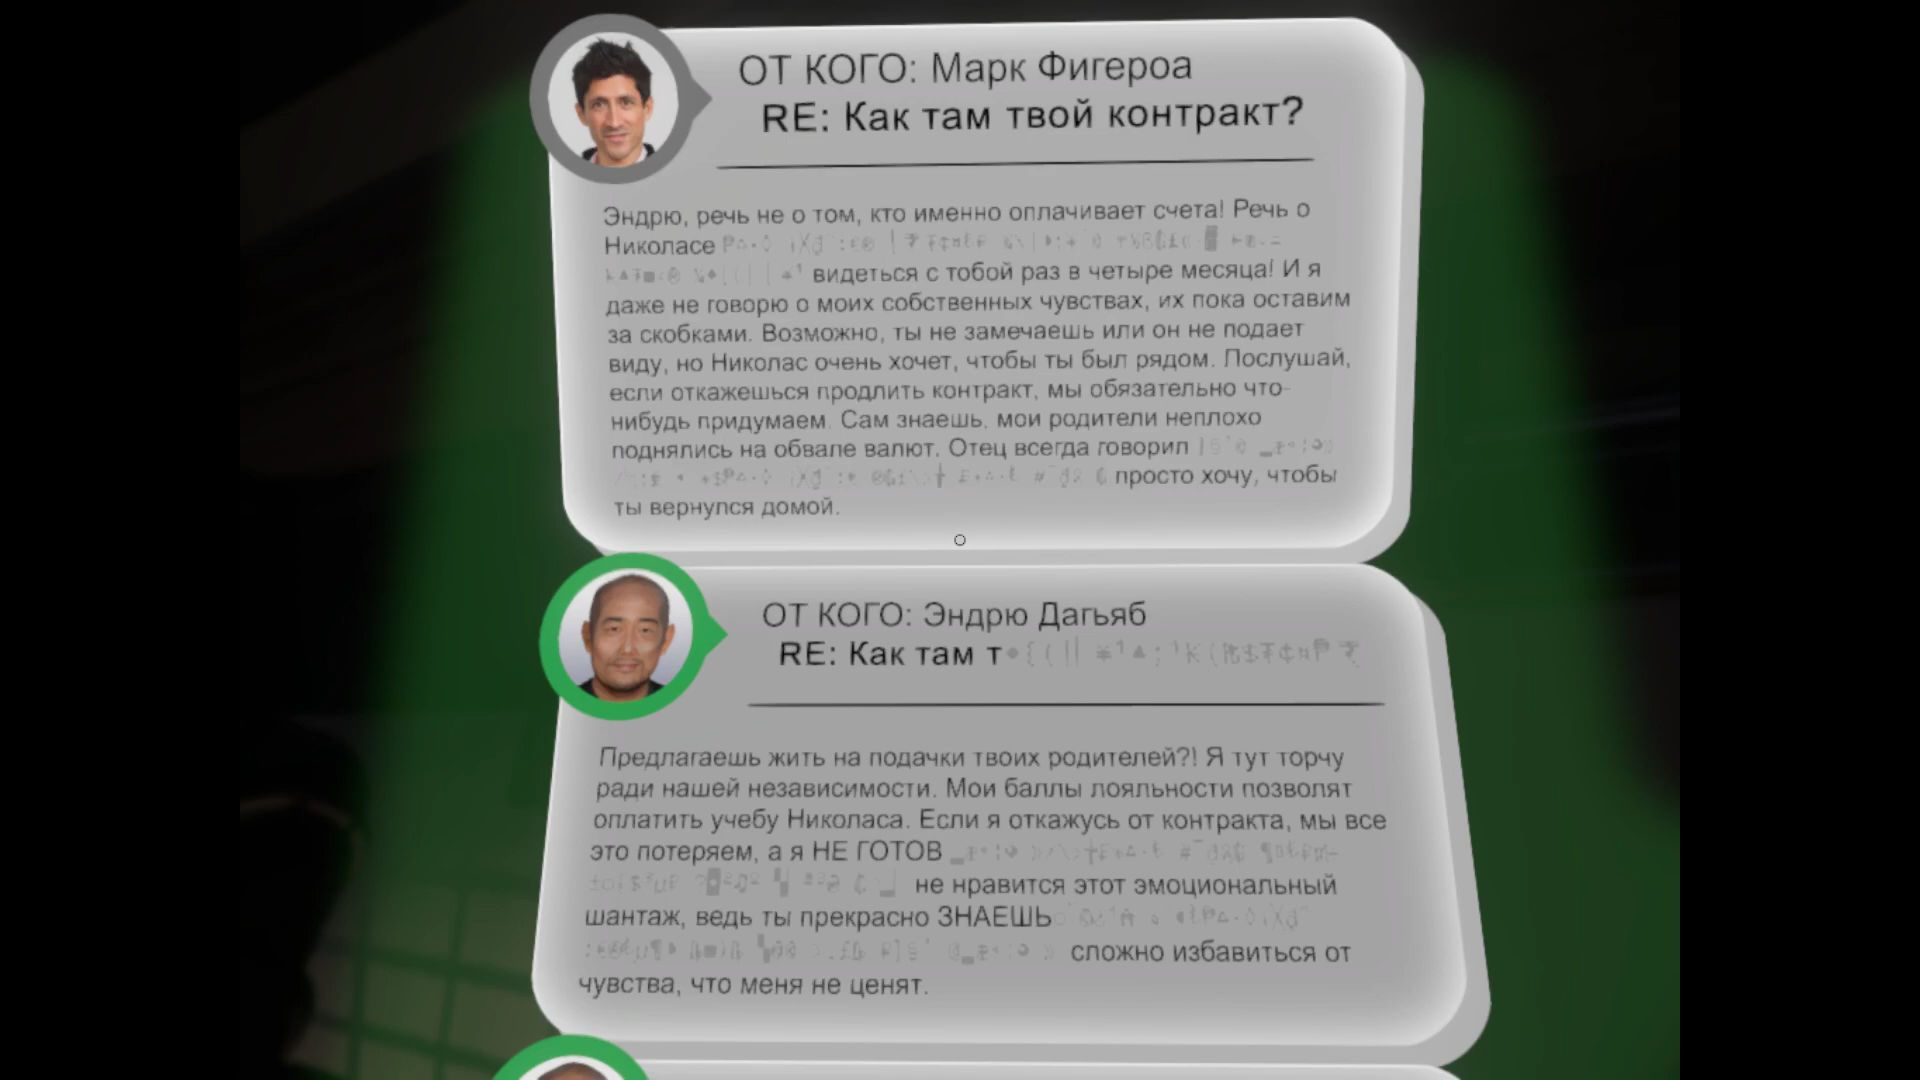 ОТ КОГО: Марк Фигероа
RE: Как там твой контракт?
Эндрю, речь не о том, кто именно оплачивает счета! Речь о
Николасе
видеться с тобой раз в четыре месяца! И я
даже не говорю о моих собственных чувствах, их пока оставим
за скобками. Возможно, ты не замечаешь или он не подает
виду, но Николас очень хочет, чтобы ты был рядом. Послушай,
если откажешься продлить контракт, мы обязательно что-
нибудь придумаем. Сам знаешь, мои родители неплохо
поднялись на обвале валют. Отец всегда говорил
просто хочу, чтобы
ты вернулся домой.
ОТ КОГО: Эндрю Дагьяб
RE: Как там т
Предлагаешь жить на подачки твоих родителей?! Я тут торчу
ради нашей независимости. Мои баллы лояльности позволят
оплатить учебу Николаса. Если я откажусь от контракта, мы все
это потеряем, а я НЕ ГОТОВ
не нравится этот эмоциональный
шантаж, ведь ты прекрасно ЗНАЕШЬ
сложно избавиться от
чувства, что меня не ценят.